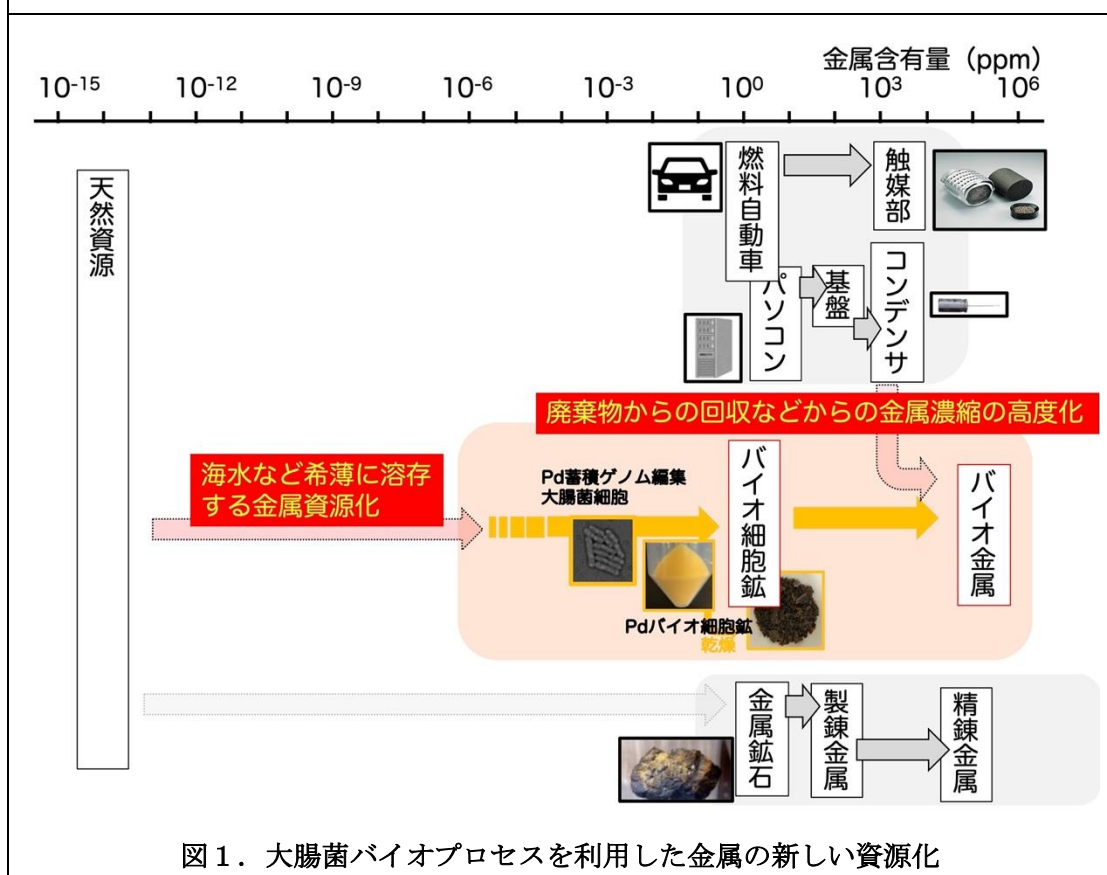 金属含有量（ppm）
10-15 10-12 10-9 10-6 10-3 100 103 106
天然資源
燃料自動車
触媒部
パソコン
基盤
コンデンサ
廃棄物からの回収などからの金属濃縮の高度化
海水など希薄に溶存
する金属資源化
Pd蓄積ゲノム編集
大腸菌細胞
バイオ細胞鉱
バイオ金属
Pdバイオ細胞鉱
乾燥
金属鉱石
製錬金属
精錬金属
図１．大腸菌バイオプロセスを利用した金属の新しい資源化